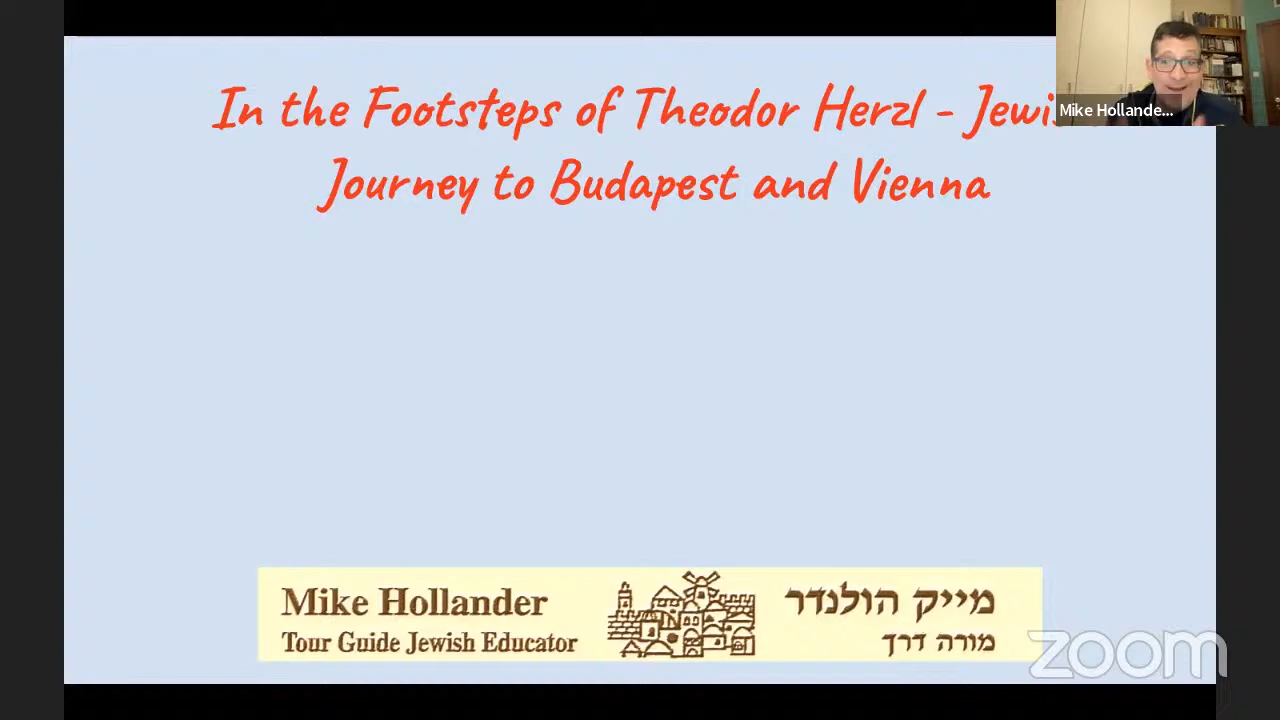 In the Footsteps of Theodor Herzl - Jewi
Journey to Budapest and Vienna
Mike Hollande...
Mike Hollander
Tour Guide Jewish Educator
מייק הולנדר
מורה דרך
zoom